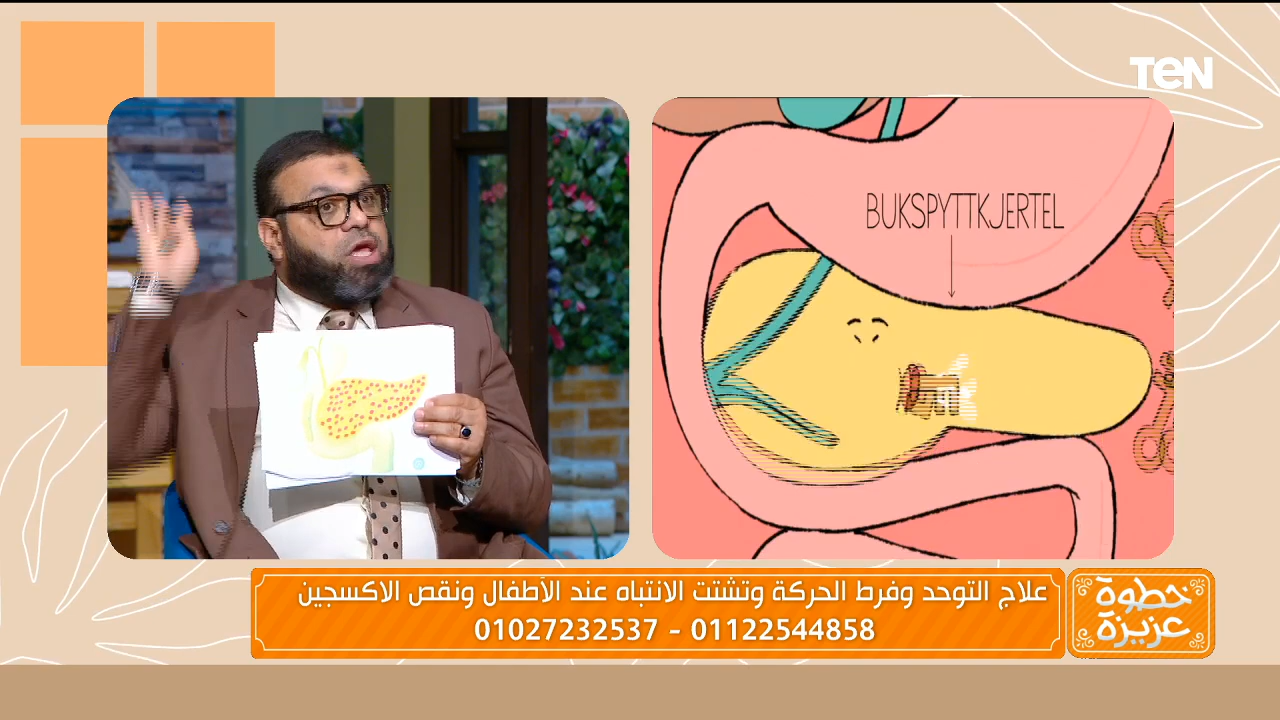 TEN
BUKSPYTTKJERTEL
علاج التوحد وفرط الحركة وتشتت الانتباه عند الأطفال ونقص الاكسجين
01027232537 - 01122544858
خطوة
عزيزة